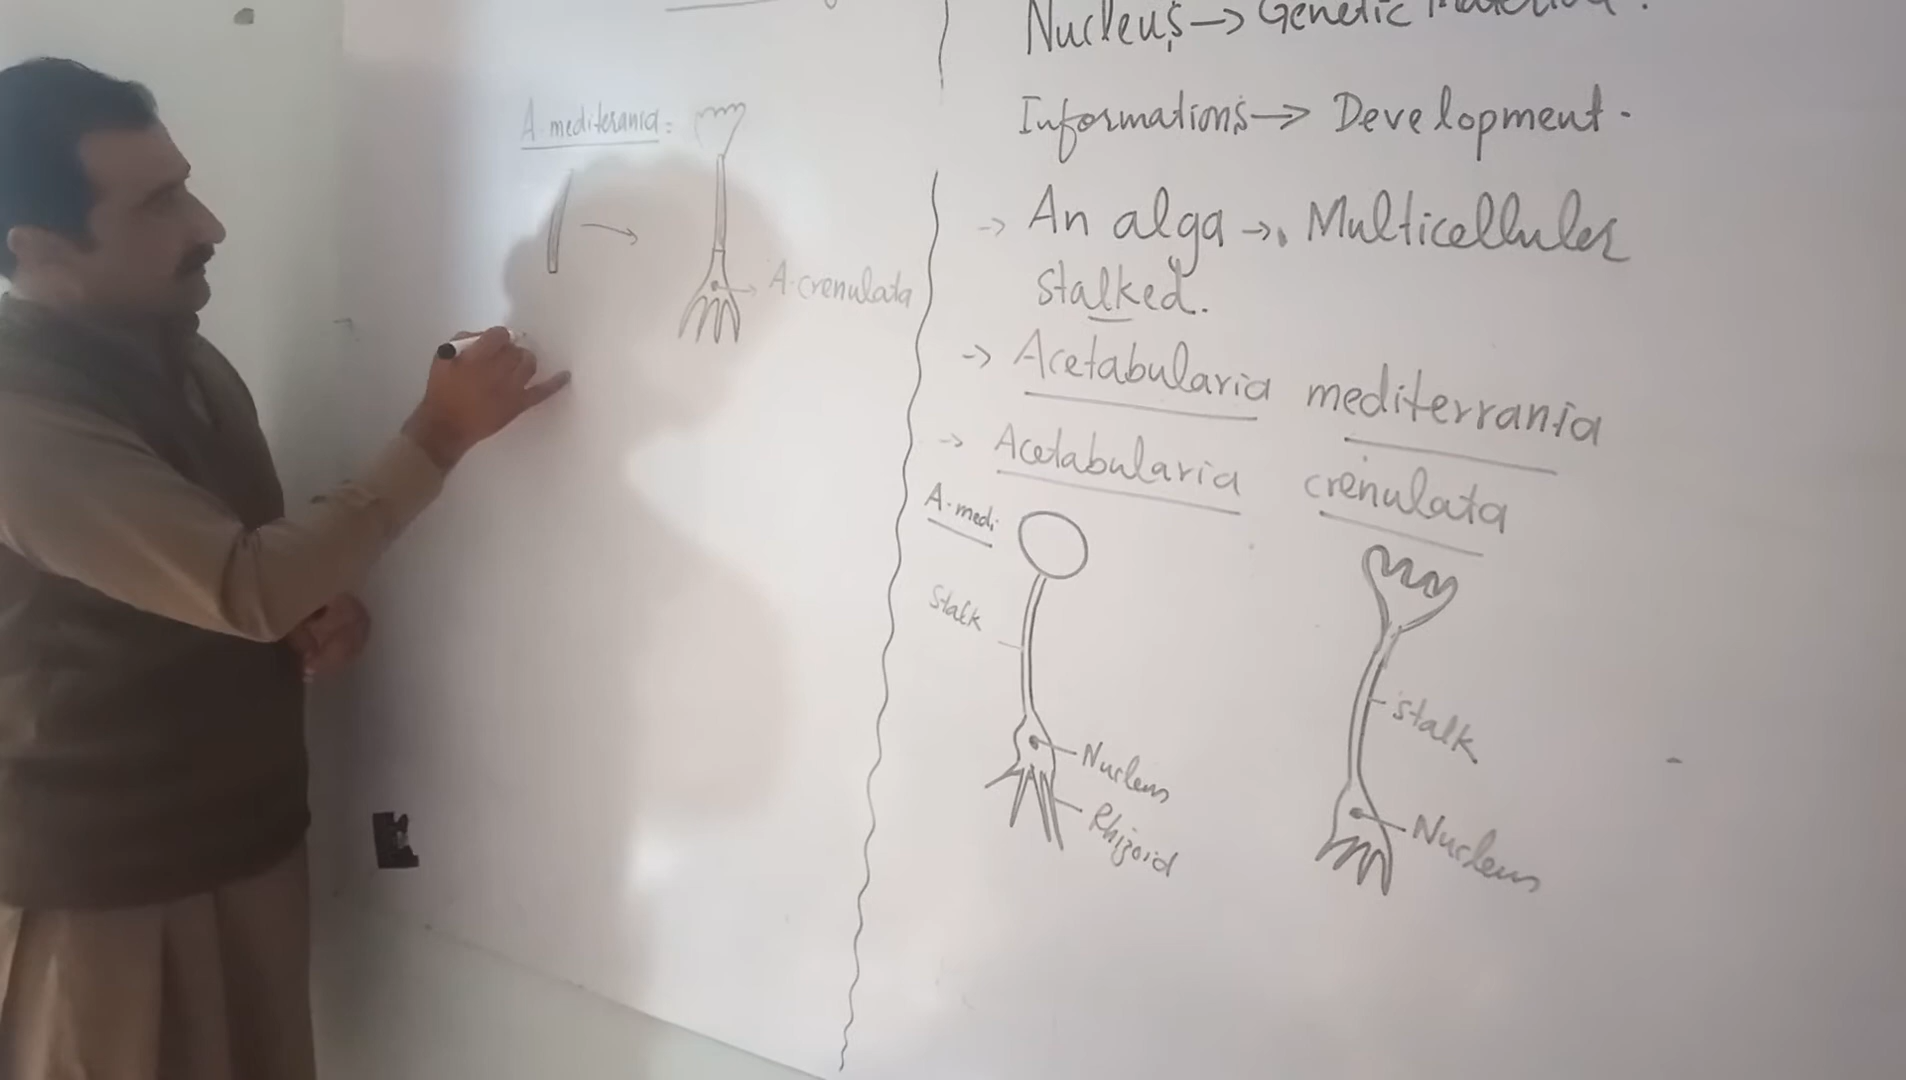 A. mediterania:
A. crenulata
Nucleus → Genetic Material.
Informations → Development.
→ An alga → Multicellular
stalked.
→ Acetabularia mediterrania
→ Acetabularia crenulata
A. medi
Stalk
Nucleus
Rhizoid
Stalk
Nucleus